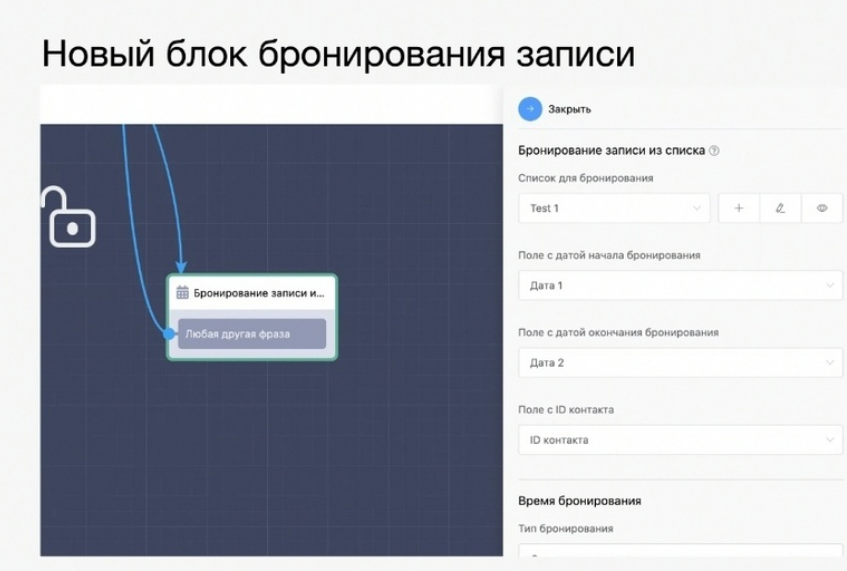 Новый блок бронирования записи
Закрыть
Бронирование записи из списка
Список для бронирования
Test 1
Поле с датой начала бронирования
Дата 1
Поле с датой окончания бронирования
Дата 2
Поле с ID контакта
ID контакта
Время бронирования
Тип бронирования
Бронирование записи и...
Любая другая фраза